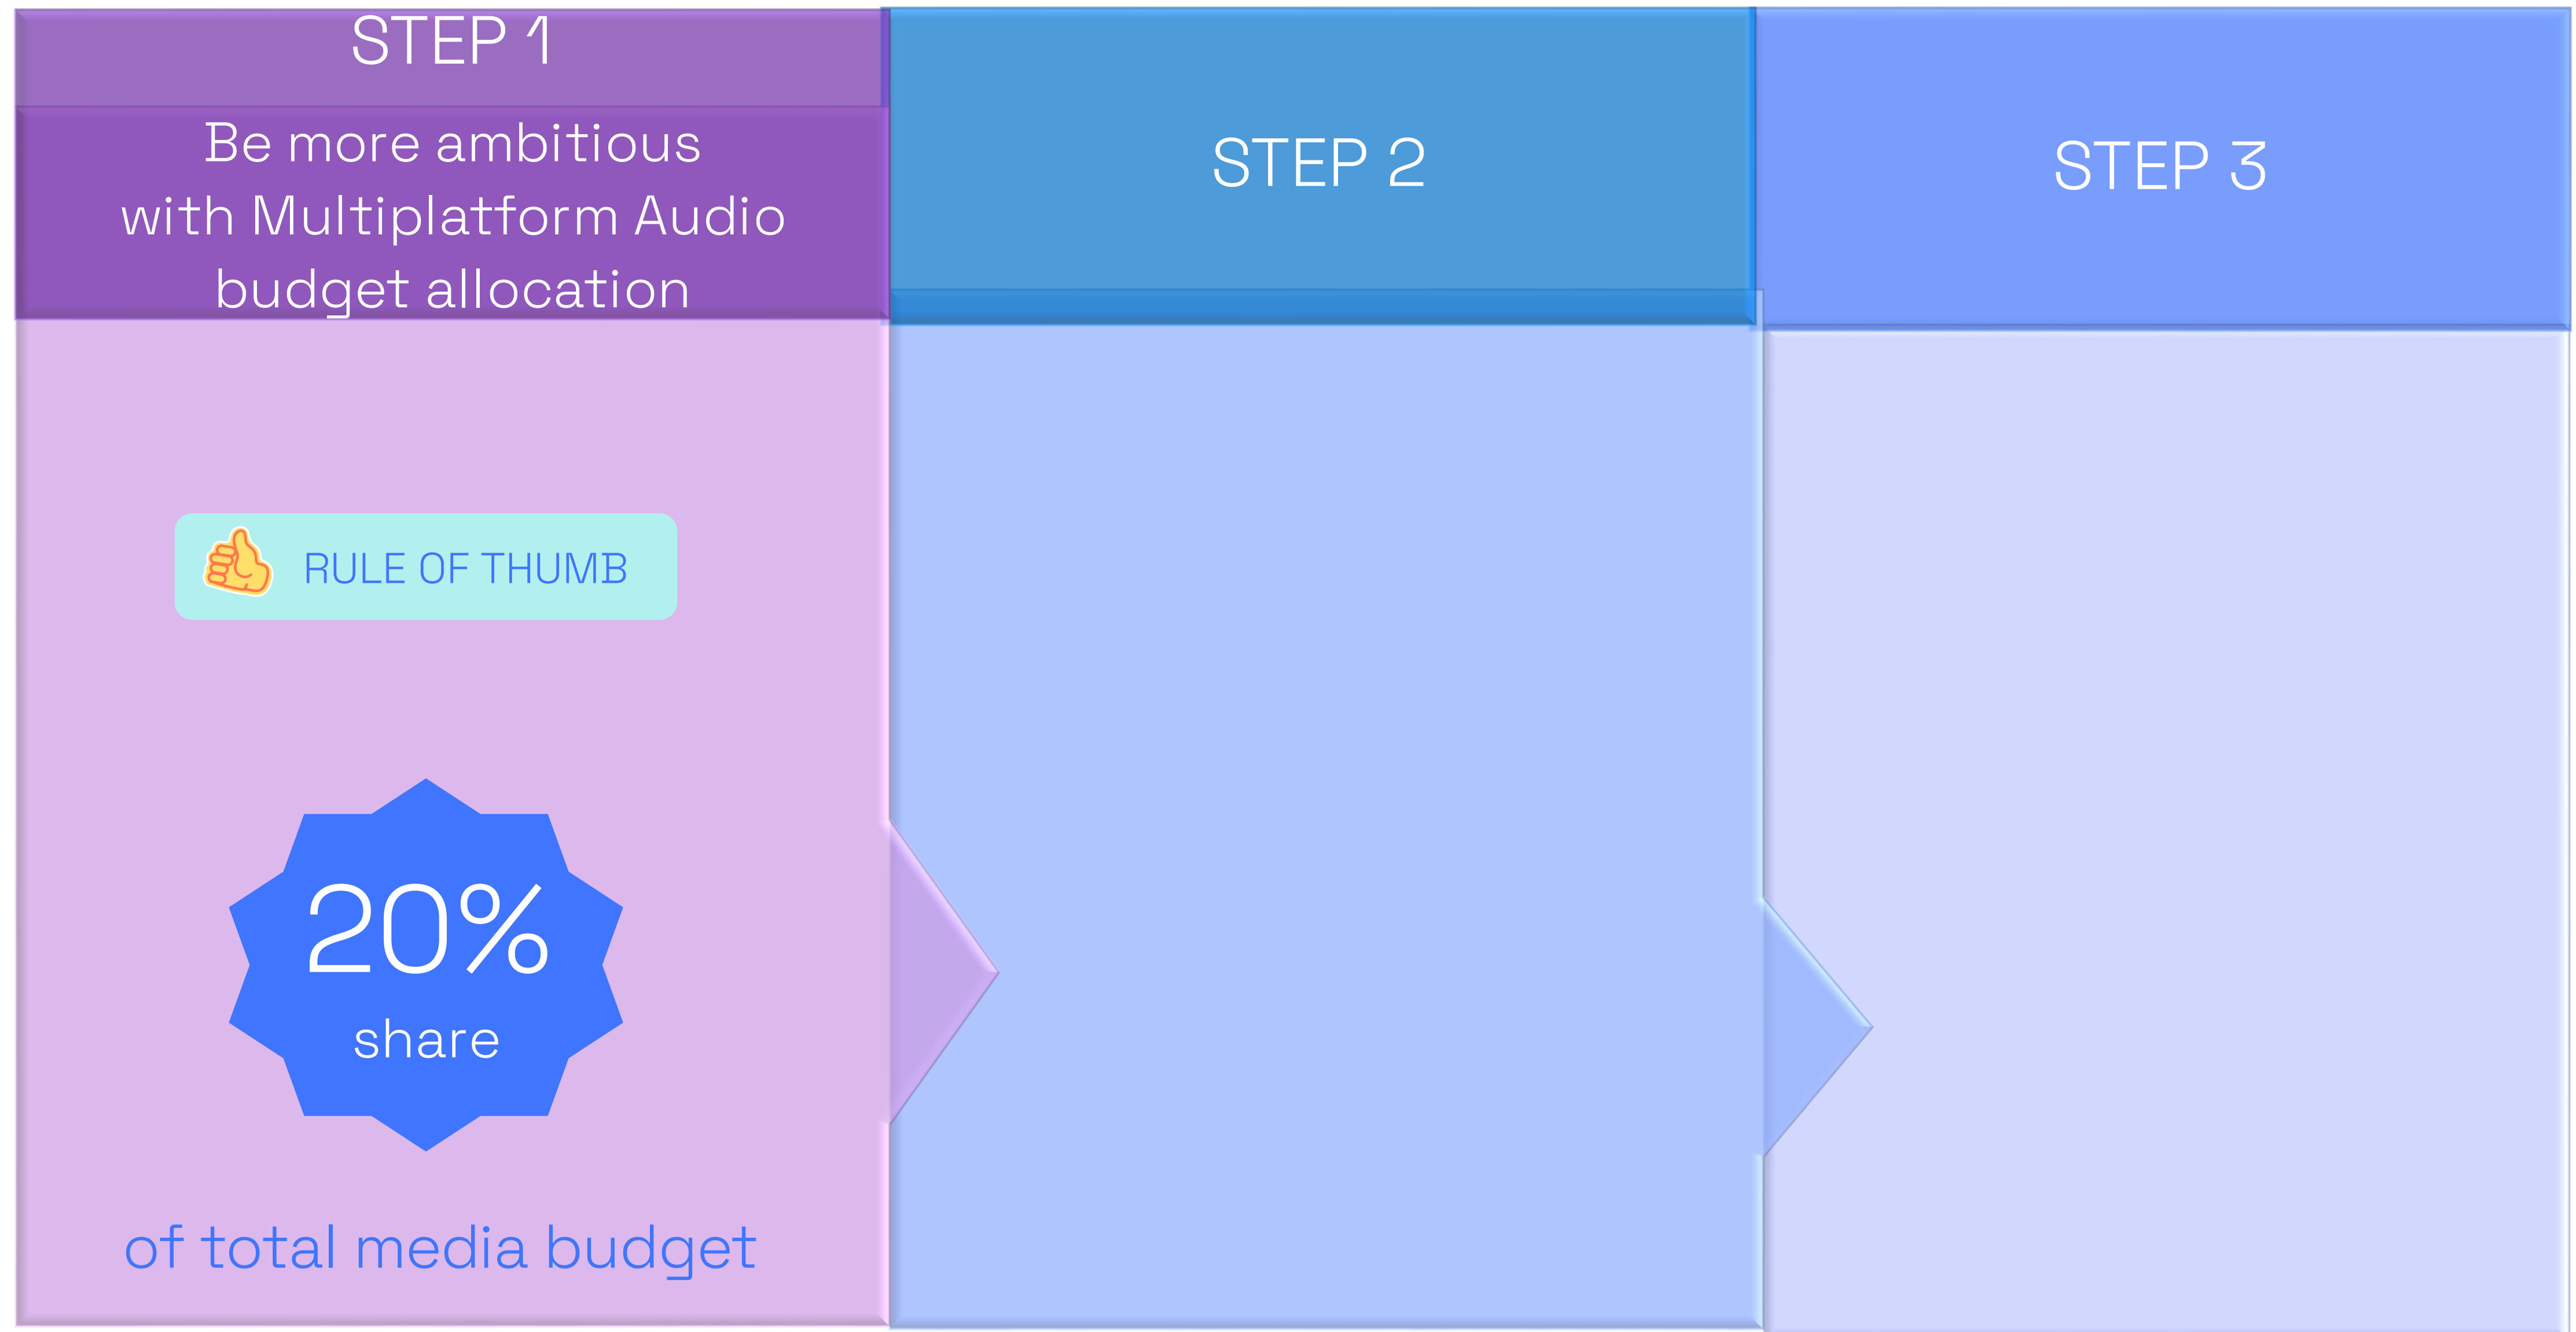 STEP 1
Be more ambitious
with Multiplatform Audio
budget allocation
RULE OF THUMB
20%
share
of total media budget
STEP 2
STEP 3